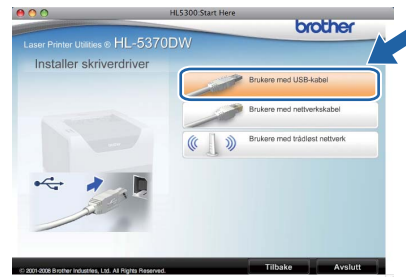 HL5300:Start Here
brother
Laser Printer Utilities ® HL-5370DW
Installer skriverdriver
Brukere med USB-kabel
Brukere med nettverkskabel
Brukere med trådløst nettverk
© 2001-2008 Brother Industries, Ltd. All Rights Reserved.
Tilbake
Avslutt